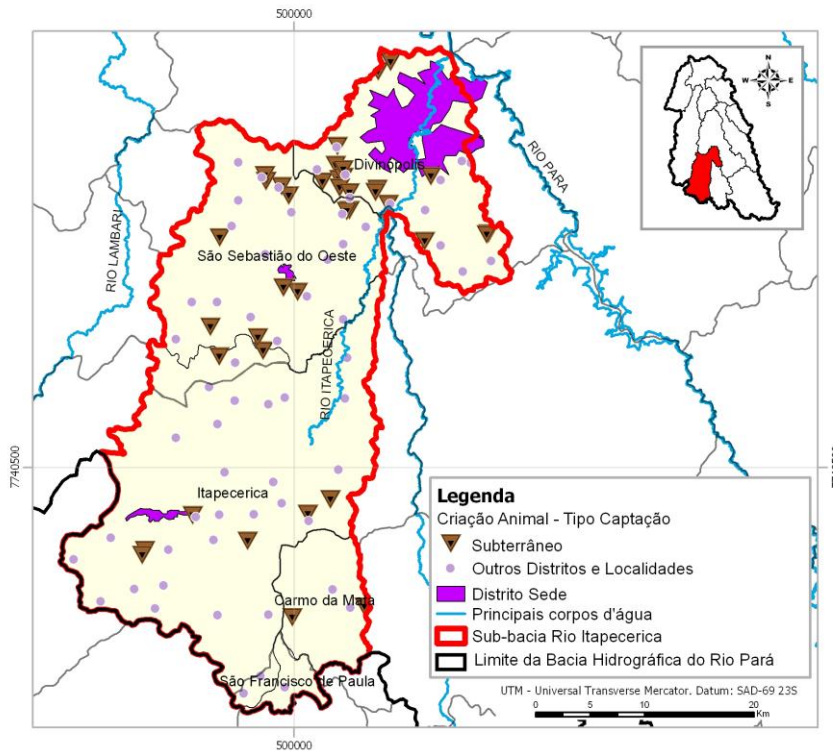 500000
N
W E
S
Divinópolis
RIO PARA
RIO LAMBARI
São Sebastião do Oeste
RIO ITAPECERICA
7740500
Itapecerica
Carmo da Mata
São Francisco de Paula
Legenda
Criação Animal - Tipo Captação
Subterrâneo
Outros Distritos e Localidades
Distrito Sede
Principais corpos d'água
Sub-bacia Rio Itapecerica
Limite da Bacia Hidrográfica do Rio Pará
UTM - Universal Transverse Mercator. Datum: SAD-69 23S
0 5 10 20
Km
500000